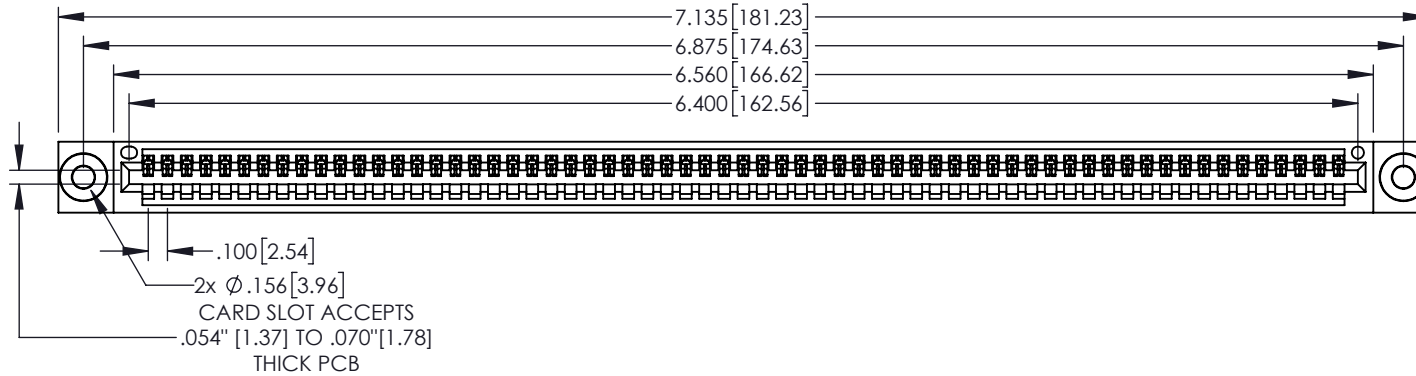 7.135[181.23]
6.875[174.63]
6.560[166.62]
6.400[162.56]
.100[2.54]
2x Ø.156[3.96]
CARD SLOT ACCEPTS
.054" [1.37] TO .070"[1.78]
THICK PCB